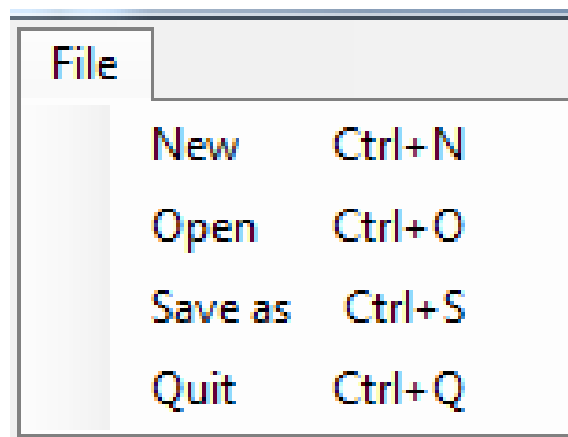 File
New Ctrl+N
Open Ctrl+O
Save as Ctrl+S
Quit Ctrl+Q